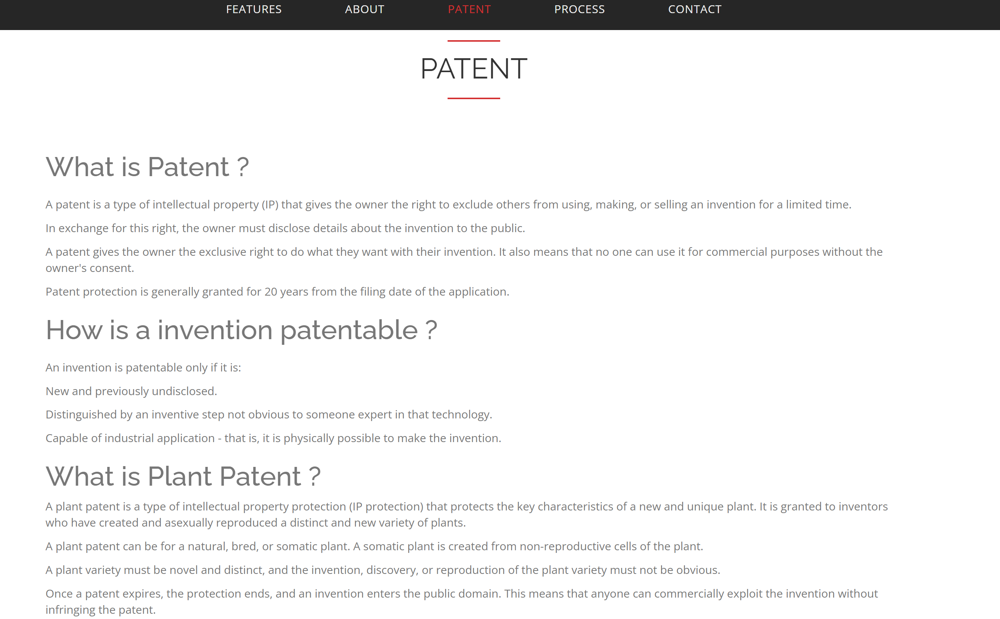 FEATURES ABOUT PATENT PROCESS CONTACT
PATENT
What is Patent ?
A patent is a type of intellectual property (IP) that gives the owner the right to exclude others from using, making, or selling an invention for a limited time.
In exchange for this right, the owner must disclose details about the invention to the public.
A patent gives the owner the exclusive right to do what they want with their invention. It also means that no one can use it for commercial purposes without the
owner's consent.
Patent protection is generally granted for 20 years from the filing date of the application.
How is a invention patentable ?
An invention is patentable only if it is:
New and previously undisclosed.
Distinguished by an inventive step not obvious to someone expert in that technology.
Capable of industrial application - that is, it is physically possible to make the invention.
What is Plant Patent ?
A plant patent is a type of intellectual property protection (IP protection) that protects the key characteristics of a new and unique plant. It is granted to inventors
who have created and asexually reproduced a distinct and new variety of plants.
A plant patent can be for a natural, bred, or somatic plant. A somatic plant is created from non-reproductive cells of the plant.
A plant variety must be novel and distinct, and the invention, discovery, or reproduction of the plant variety must not be obvious.
Once a patent expires, the protection ends, and an invention enters the public domain. This means that anyone can commercially exploit the invention without
infringing the patent.